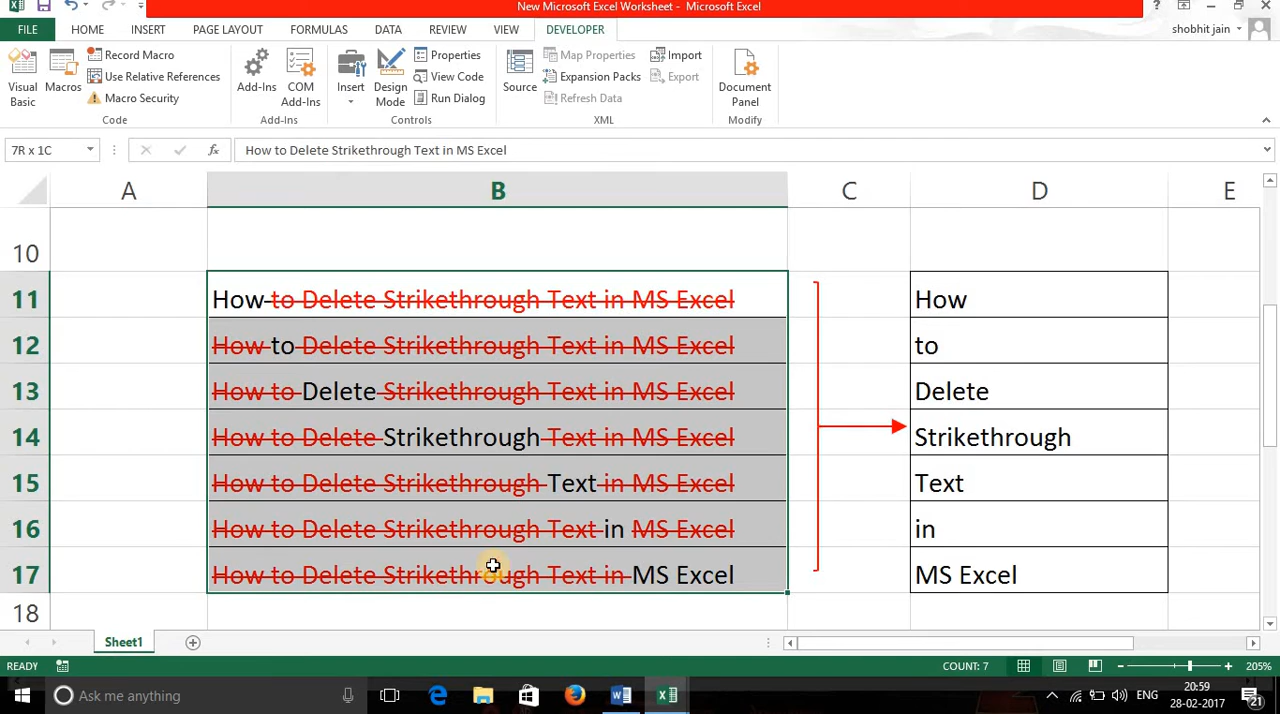 New Microsoft Excel Worksheet - Microsoft Excel
FILE HOME INSERT PAGE LAYOUT FORMULAS DATA REVIEW VIEW DEVELOPER shobhit jain
Visual Basic
Macros
Record Macro
Use Relative References
Macro Security
Code
Add-Ins
COM Add-Ins
Add-Ins
Insert
Design Mode
Properties
View Code
Run Dialog
Controls
Source
Map Properties
Expansion Packs
Refresh Data
Import
Export
XML
Document Panel
Modify
7R x 1C fx How to Delete Strikethrough Text in MS Excel
A B C D E
10
11 How to Delete Strikethrough Text in MS Excel How
12 How to Delete Strikethrough Text in MS Excel to
13 How to Delete Strikethrough Text in MS Excel Delete
14 How to Delete Strikethrough Text in MS Excel Strikethrough
15 How to Delete Strikethrough Text in MS Excel Text
16 How to Delete Strikethrough Text in MS Excel in
17 How to Delete Strikethrough Text in MS Excel MS Excel
18
Sheet1
READY COUNT: 7 205%
Ask me anything ENG 20:59
28-02-2017 21